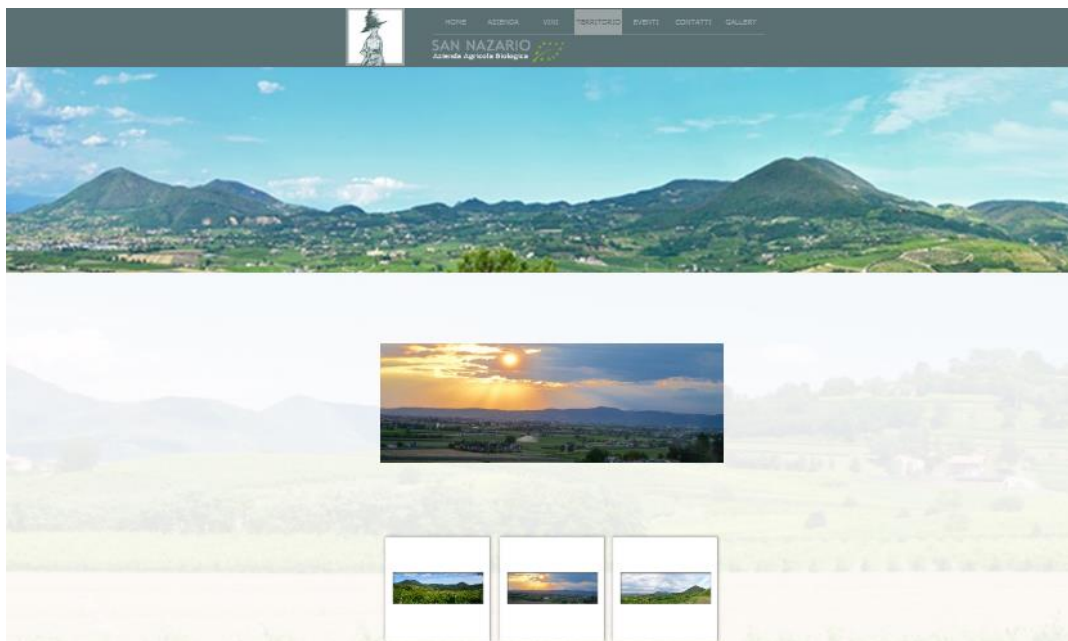 HOME AZIENDA VINI TERRITORIO EVENTI CONTATTI GALLERY
SAN NAZARIO
Azienda Agricola Biologica